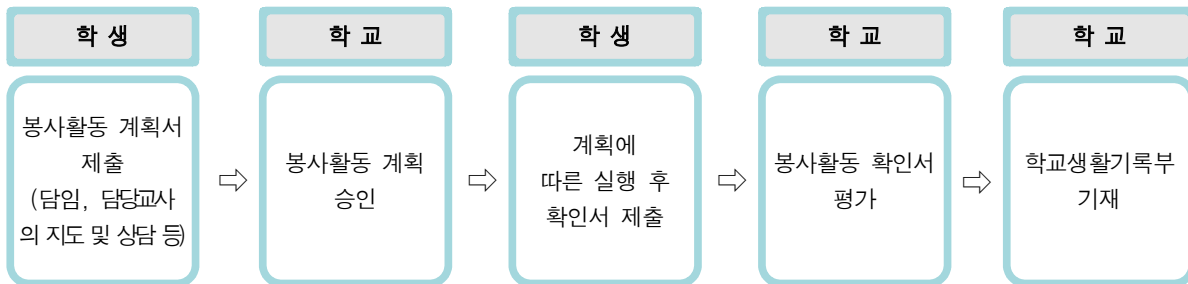 학 생
봉사활동 계획서
제출
(담임, 담당교사
의 지도 및 상담 등)
⇨
학 교
봉사활동 계획
승인
⇨
학 생
계획에
따른 실행 후
확인서 제출
⇨
학 교
봉사활동 확인서
평가
⇨
학 교
학교생활기록부
기재